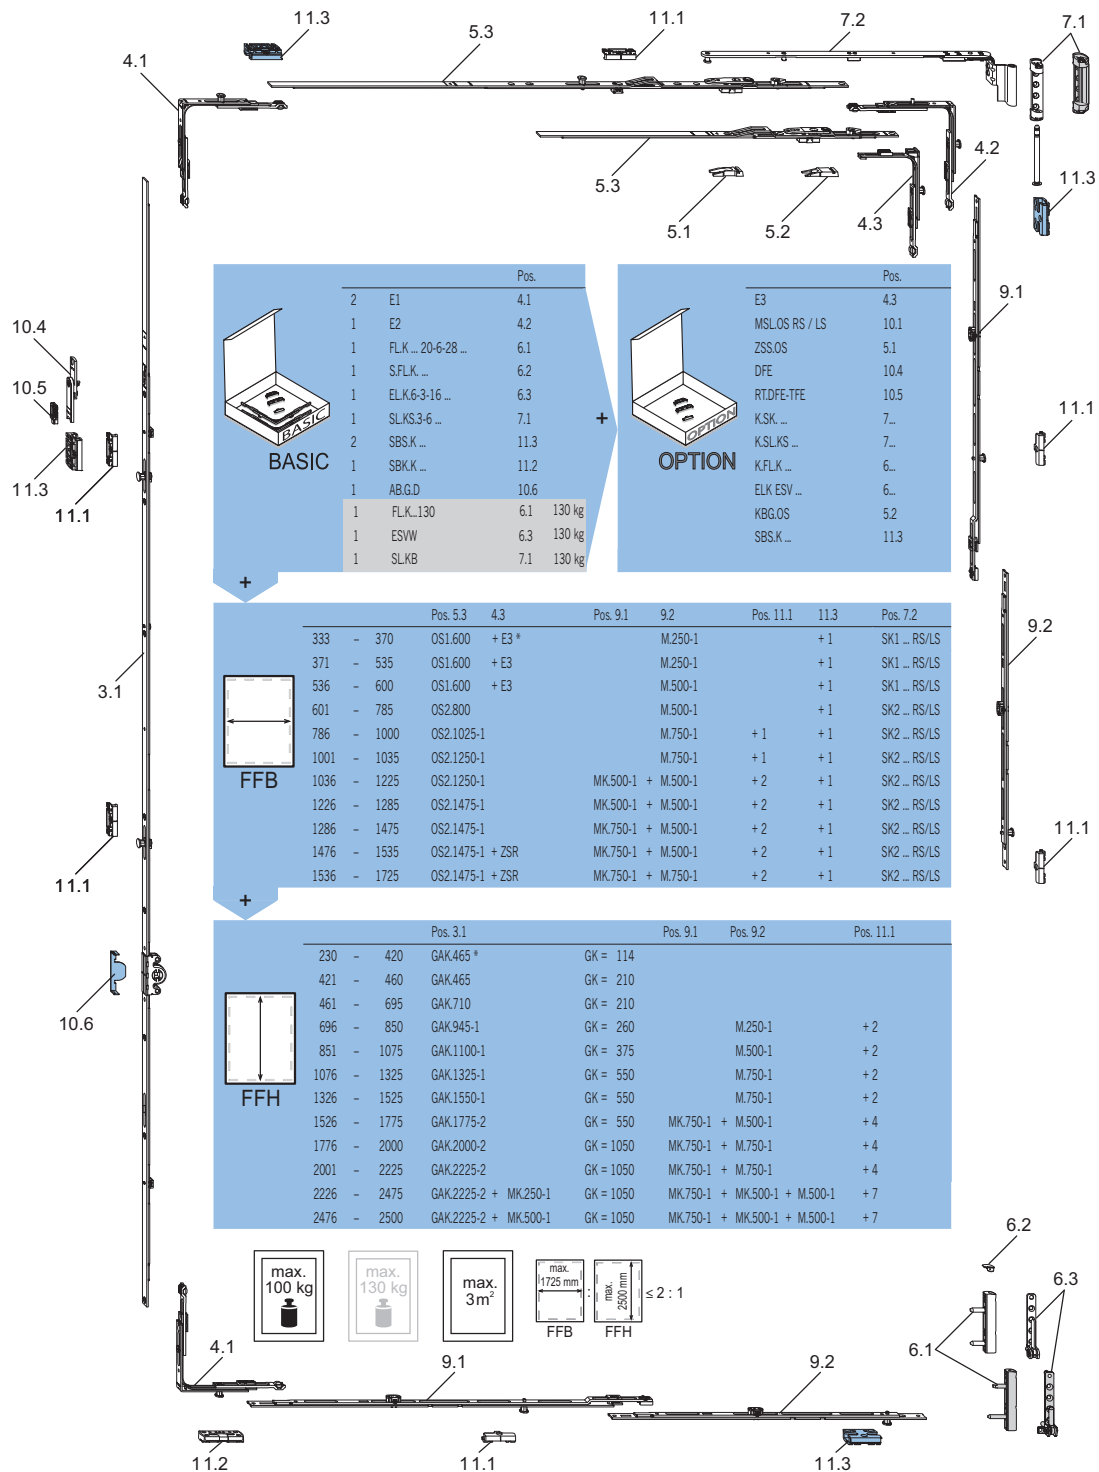 11.3
11.1
7.2
7.1
4.1
5.3
4.2
5.3
11.3
5.1
5.2
4.3
Pos.
2 E1 4.1
1 E2 4.2
1 FL.K ... 20-6-28 ... 6.1
1 S.FL.K. ... 6.2
1 EL.K.6-3-16 ... 6.3
1 SL.KS.3-6 ... 7.1
2 SBS.K ... 11.3
1 SBK.K ... 11.2
1 AB.G.D 10.6
1 FL.K...130 6.1 130 kg
1 ESVW 6.3 130 kg
1 SL.KB 7.1 130 kg
BASIC
BASIC
+
Pos.
E3 4.3
MSL.OS RS / LS 10.1
ZSS.OS 5.1
DFE 10.4
RT.DFE-TFE 10.5
K.SK. ... 7...
K.SL.KS ... 7...
K.FL.K ... 6...
ELK ESV ... 6...
KBG.OS 5.2
SBS.K ... 11.3
OPTION
OPTION
9.1
10.4
10.5
11.3
11.1
11.1
+
Pos. 5.3 4.3 Pos. 9.1 9.2 Pos. 11.1 11.3 Pos. 7.2
333 – 370 OS1.600 + E3 * M.250-1 + 1 SK1 ... RS/LS
371 – 535 OS1.600 + E3 M.250-1 + 1 SK1 ... RS/LS
536 – 600 OS1.600 + E3 M.500-1 + 1 SK1 ... RS/LS
601 – 785 OS2.800 M.500-1 + 1 SK2 ... RS/LS
786 – 1000 OS2.1025-1 M.750-1 + 1 + 1 SK2 ... RS/LS
1001 – 1035 OS2.1250-1 M.750-1 + 1 + 1 SK2 ... RS/LS
1036 – 1225 OS2.1250-1 MK.500-1 + M.500-1 + 2 + 1 SK2 ... RS/LS
1226 – 1285 OS2.1475-1 MK.500-1 + M.500-1 + 2 + 1 SK2 ... RS/LS
1286 – 1475 OS2.1475-1 MK.750-1 + M.500-1 + 2 + 1 SK2 ... RS/LS
1476 – 1535 OS2.1475-1 + ZSR MK.750-1 + M.500-1 + 2 + 1 SK2 ... RS/LS
1536 – 1725 OS2.1475-1 + ZSR MK.750-1 + M.750-1 + 2 + 1 SK2 ... RS/LS
FFB
3.1
9.2
11.1
11.1
+
Pos. 3.1 Pos. 9.1 Pos. 9.2 Pos. 11.1
230 – 420 GAK.465 * GK = 114
421 – 460 GAK.465 GK = 210
461 – 695 GAK.710 GK = 210
696 – 850 GAK.945-1 GK = 260 M.250-1 + 2
851 – 1075 GAK.1100-1 GK = 375 M.500-1 + 2
1076 – 1325 GAK.1325-1 GK = 550 M.750-1 + 2
1326 – 1525 GAK.1550-1 GK = 550 M.750-1 + 2
1526 – 1775 GAK.1775-2 GK = 550 MK.750-1 + M.500-1 + 4
1776 – 2000 GAK.2000-2 GK = 1050 MK.750-1 + M.750-1 + 4
2001 – 2225 GAK.2225-2 GK = 1050 MK.750-1 + M.750-1 + 4
2226 – 2475 GAK.2225-2 + MK.250-1 GK = 1050 MK.750-1 + MK.500-1 + M.500-1 + 7
2476 – 2500 GAK.2225-2 + MK.500-1 GK = 1050 MK.750-1 + MK.500-1 + M.500-1 + 7
FFH
10.6
max.
100 kg
max.
130 kg
max.
3m²
max.
1725 mm
FFB
:
max.
2500 mm
FFH
≤ 2 : 1
6.2
6.3
6.1
4.1
9.1
9.2
11.2
11.1
11.3